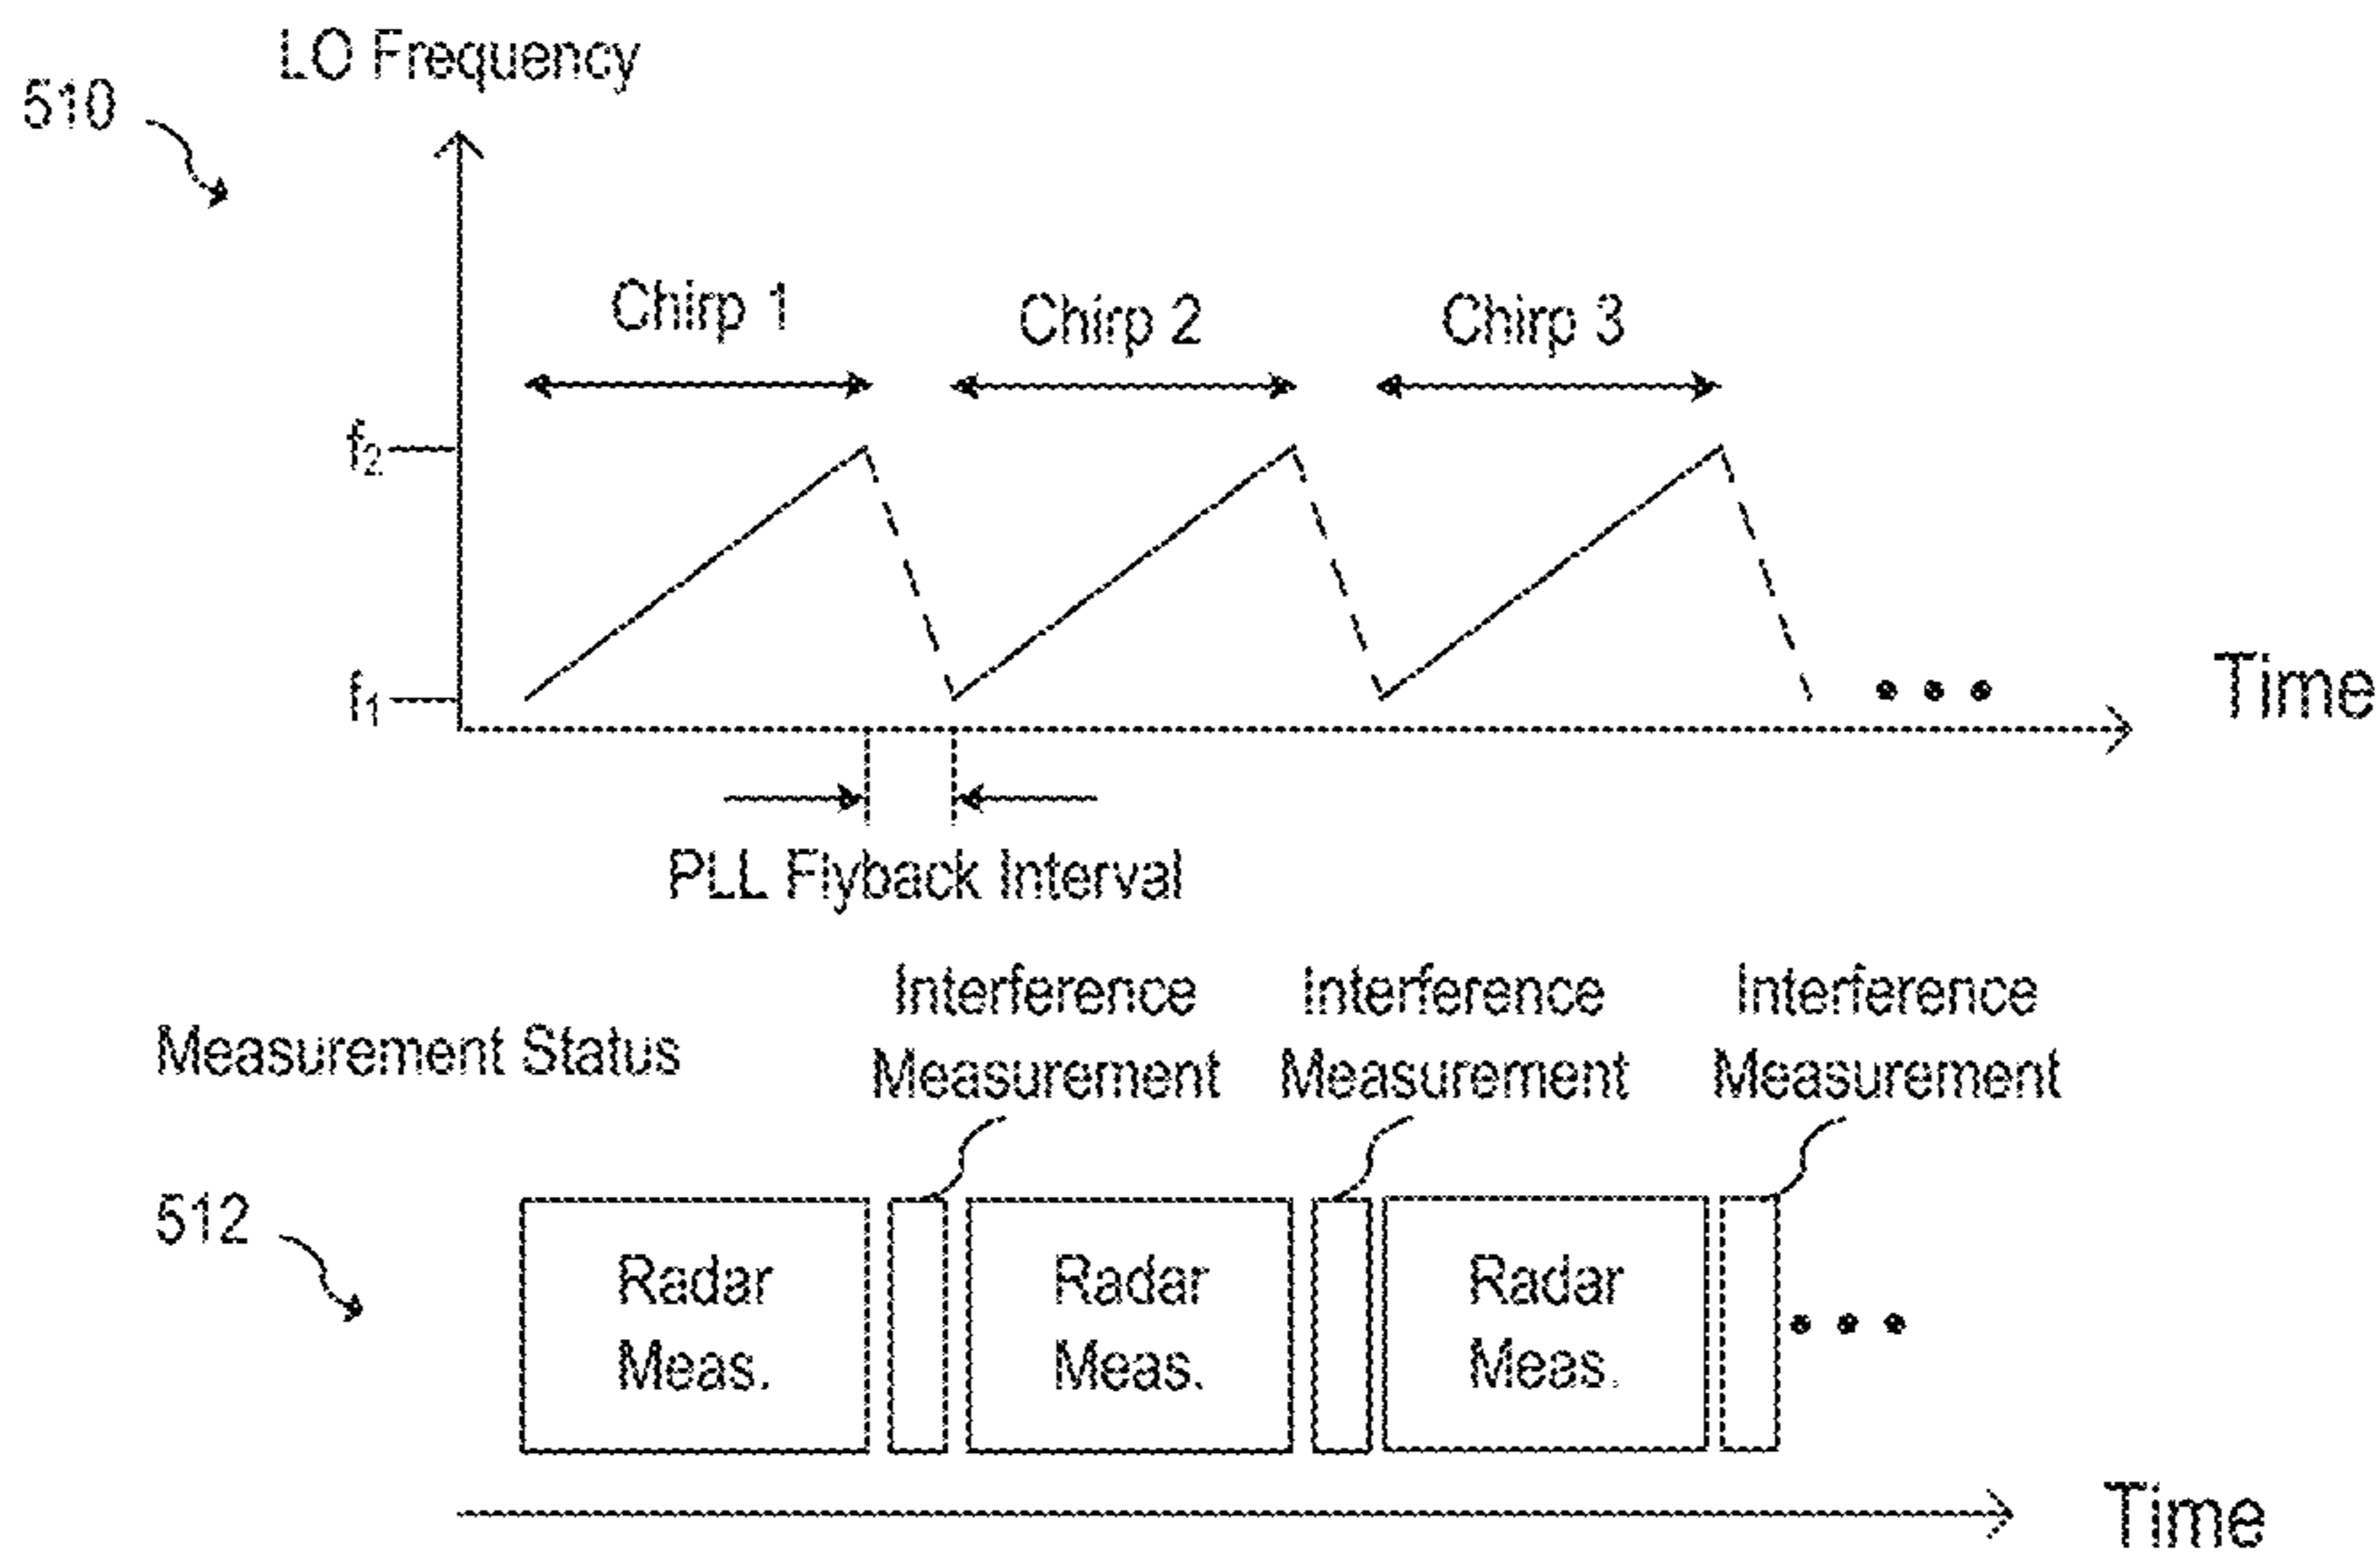 LO Frequency
510
Chirp 1
Chirp 2
Chirp 3
f2
f1
Time
PLL Flyback Interval
Measurement Status
Interference
Measurement
Interference
Measurement
Interference
Measurement
512
Radar
Meas.
Radar
Meas.
Radar
Meas.
Time